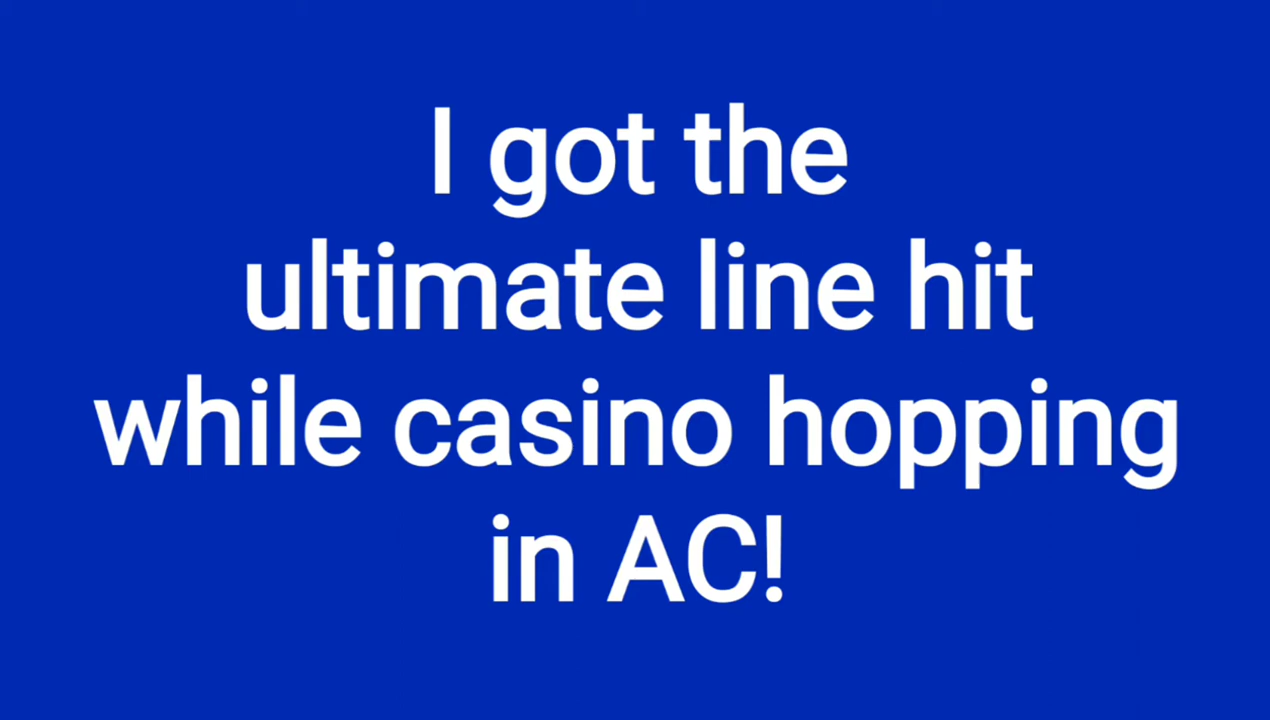 I got the
ultimate line hit
while casino hopping
in AC!